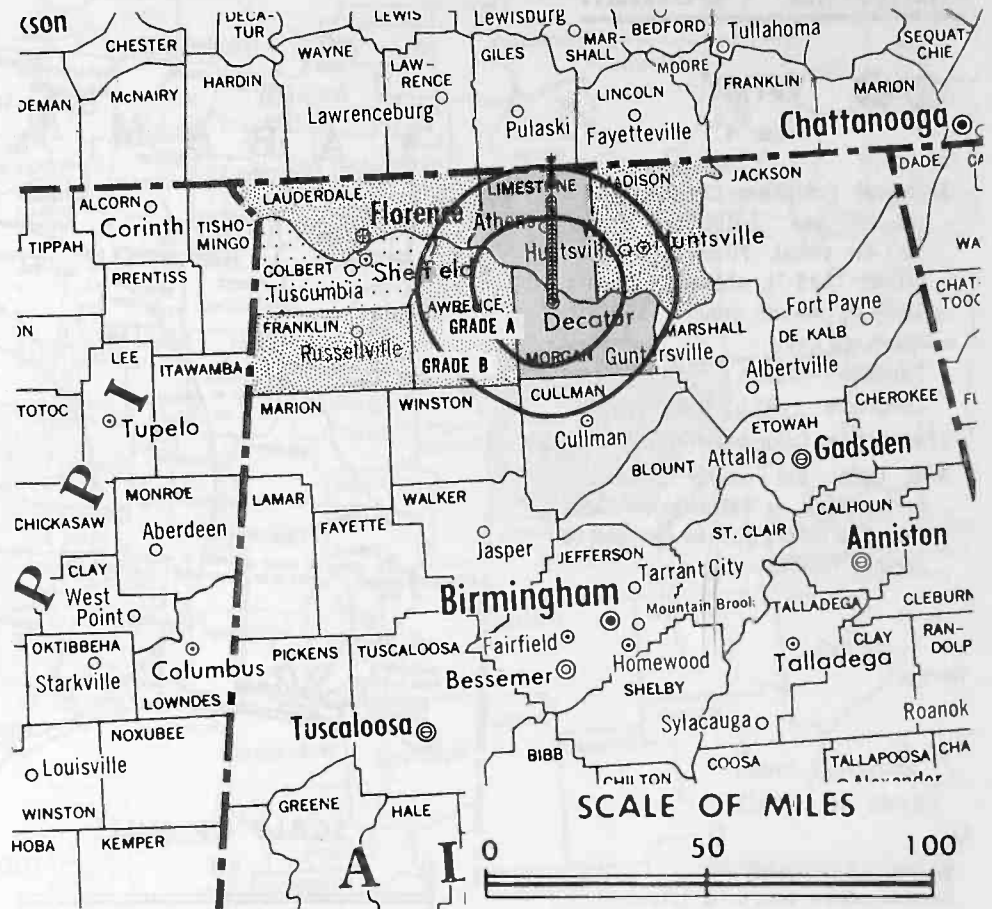 DECA-
TUR
LEWIS
Lewisburg
BEDFORD
Tullahoma
SEQUAT-
CHIE
CHESTER
WAYNE
LAW-
RENCE
GILES
MAR-
SHALL
MOORE
HARDIN
McNAIRY
LINCOLN
FRANKLIN
MARION
Lawrenceburg
Pulaski
Fayetteville
Chattanooga
DADE
JACKSON
LAUDERDALE
LIMESTONE
MADISON
ALCORN
Corinth
TISHO-
MINGO
Florence
Athens
Huntsville
Huntsville
TIPPAH
COLBERT
Sheffield
Tuscumbia
PRENTISS
CHAT-
TOOG
Fort Payne
LAWRENCE
GRADE A
Decatur
DE KALB
FRANKLIN
Russellville
MARSHALL
LEE
GRADE B
MORGAN
Guntersville
Albertville
ITAWAMBA
CHEROKEE
MARION
WINSTON
CULLMAN
TOTOC
Tupelo
Cullman
ETOWAH
Gadsden
I
BLOUNT
Attalla
P
MONROE
LAMAR
WALKER
CALHOUN
CHICKASAW
Aberdeen
FAYETTE
Jasper
JEFFERSON
ST. CLAIR
Anniston
P
CLAY
Tarrant City
West
Point
Birmingham
Mountain Brook
TALLADEGA
CLEBURN
OKTIBBEHA
Fairfield
CLAY
RAN-
DOLP
Starkville
Columbus
PICKENS
TUSCALOOSA
Homewood
Talladega
Bessemer
SHELBY
LOWNDES
Roanok
Tuscaloosa
Sylacauga
NOXUBEE
BIBB
COOSA
TALLAPOOSA
CHA
Louisville
CHILTON
WINSTON
GREENE
HALE
SCALE OF MILES
HOBA
KEMPER
A
0 50 100